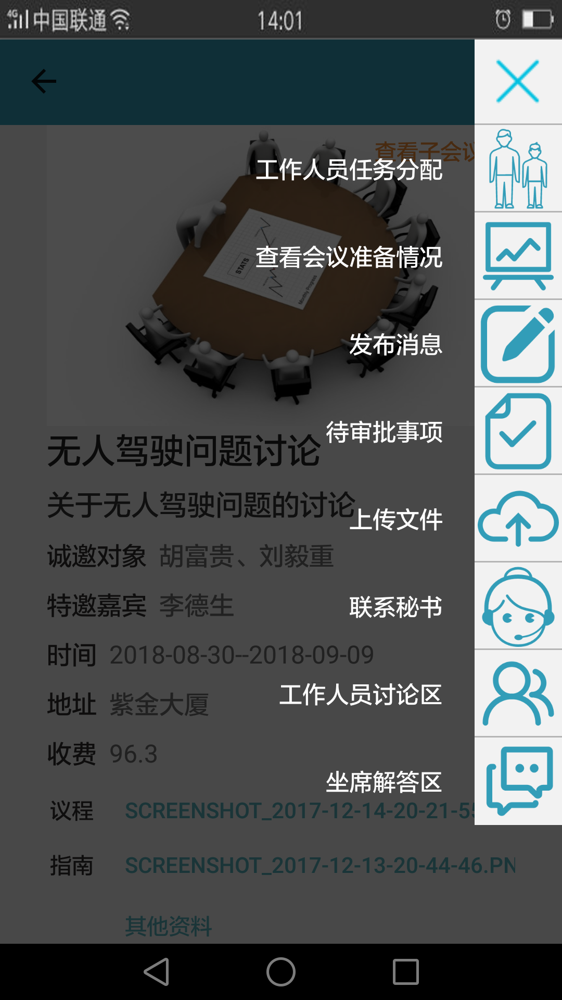 4G 中国联通 14:01
查看子会议
工作人员任务分配
STATS
Monthly Progress
查看会议准备情况
发布消息
待审批事项
无人驾驶问题讨论
关于无人驾驶问题的讨论
上传文件
诚邀对象 胡富贵、刘毅重
特邀嘉宾 李德生
联系秘书
时间 2018-08-30--2018-09-09
工作人员讨论区
地址 紫金大厦
收费 96.3
坐席解答区
议程 SCREENSHOT_2017-12-14-20-21-55
指南 SCREENSHOT_2017-12-13-20-44-46.PN
其他资料